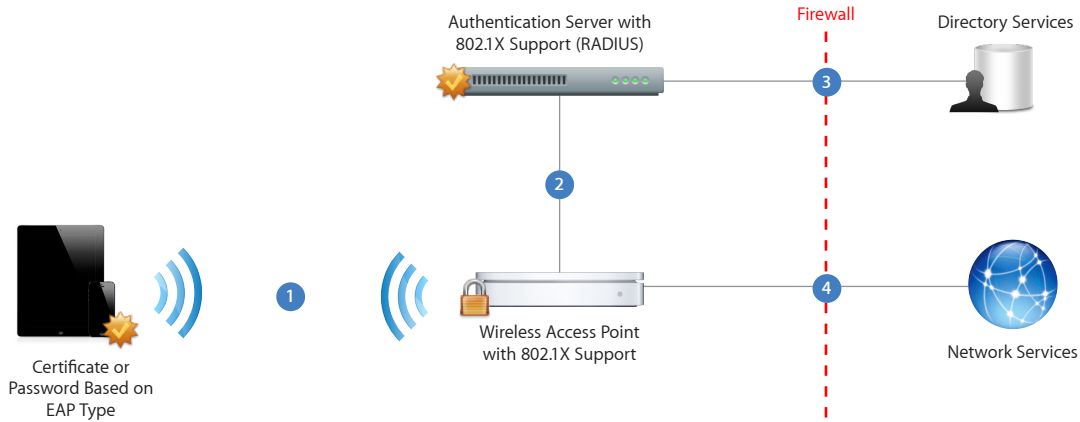 Authentication Server with
802.1X Support (RADIUS)
Firewall
Directory Services
3
2
1
4
Certificate or
Password Based on
EAP Type
Wireless Access Point
with 802.1X Support
Network Services